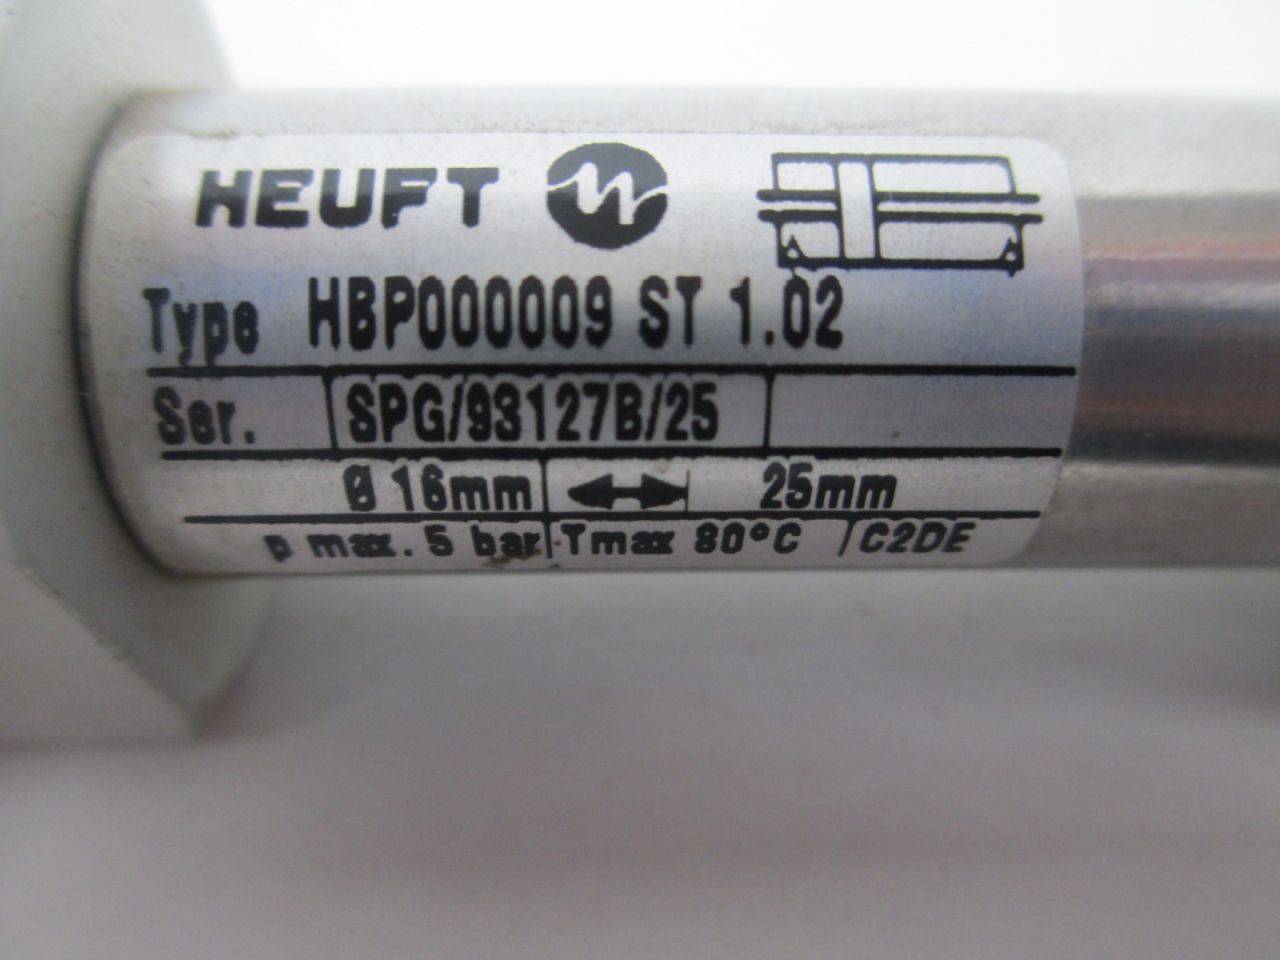 HEUFT
Type HBP000009 ST 1.02
Ser. SPG/93127B/25
Ø 16mm 25mm
p max. 5 bar Tmax 80°C C2DE